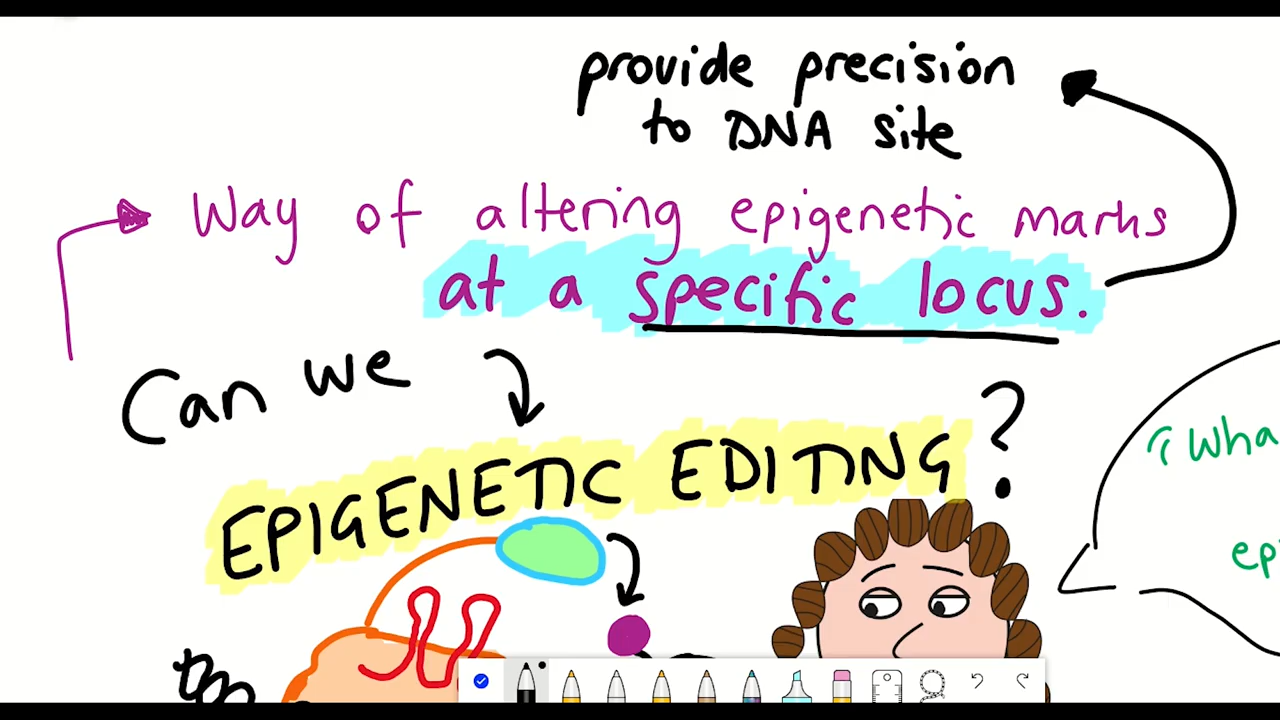 provide precision
to DNA site
Way of altering epigenetic marks
at a specific locus.
Can we
EPIGENETIC EDITING?